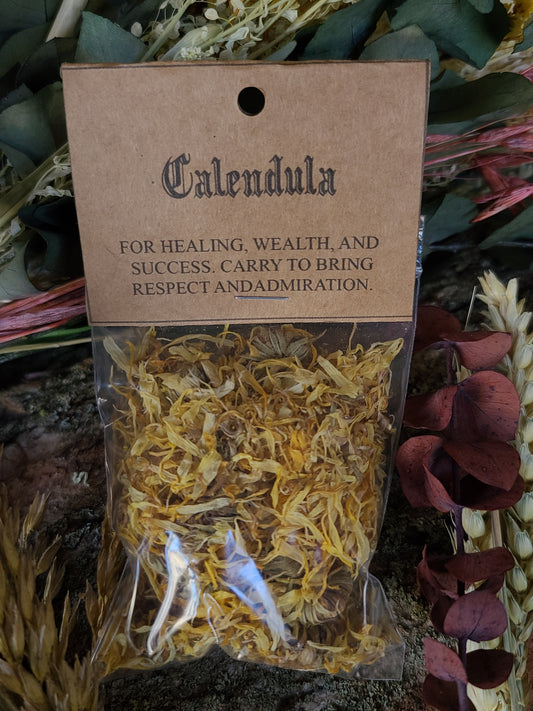 Calendula
FOR HEALING, WEALTH, AND
SUCCESS. CARRY TO BRING
RESPECT ANDADMIRATION.